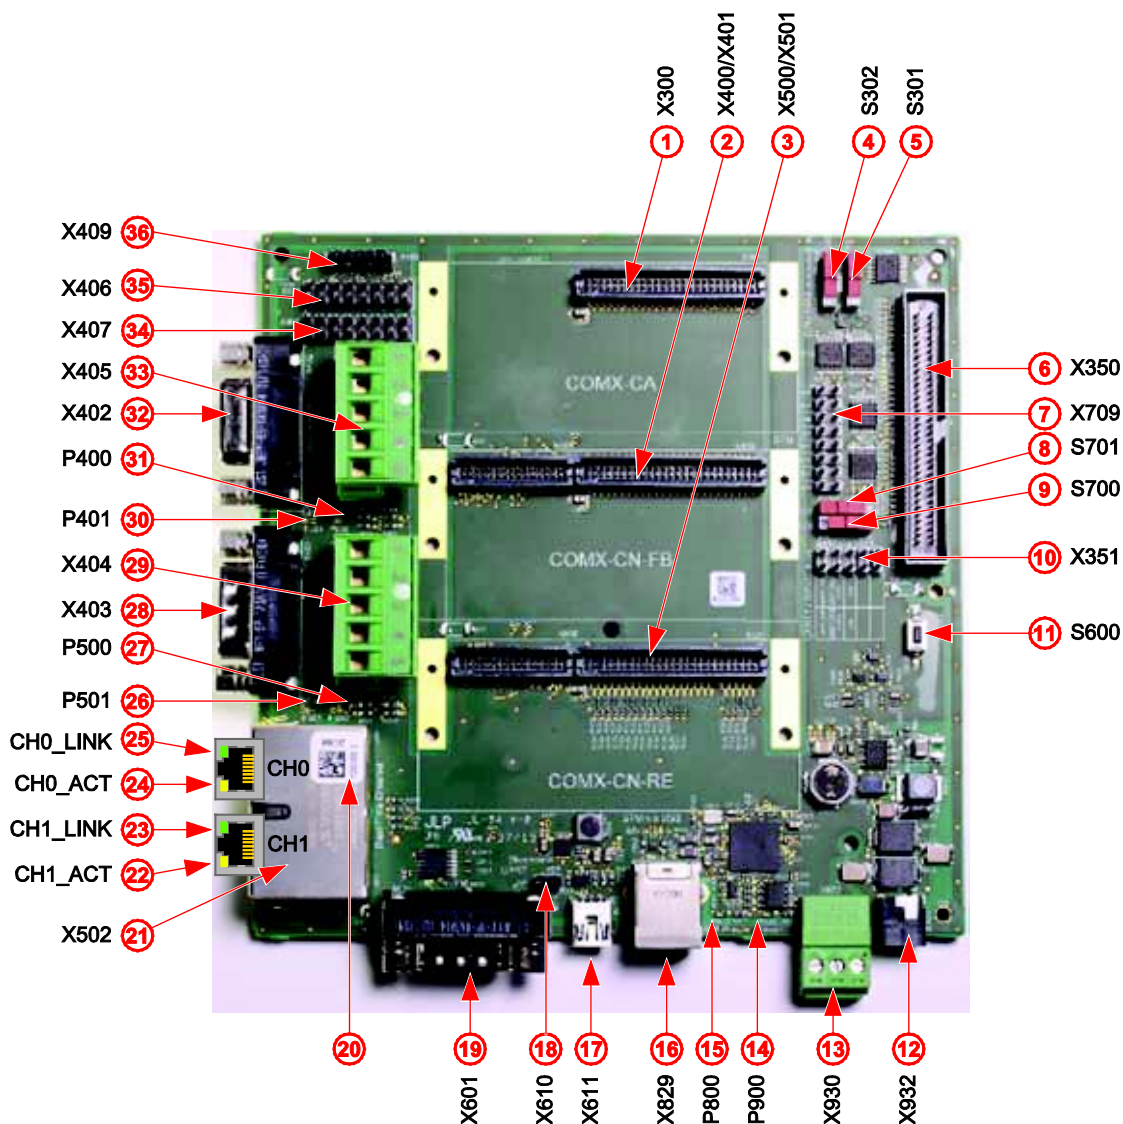 X300
X400/X401
X500/X501
S302
S301
1
2
3
4
5
X409 36
X406 35
X407 34
X405 33
X402 32
P400 31
P401 30
X404 29
X403 28
P500 27
P501 26
CH0_LINK 25
CH0_ACT 24
CH1_LINK 23
CH1_ACT 22
X502 21
6 X350
7 X709
8 S701
9 S700
10 X351
11 S600
COMX-CA
COMX-CN-FB
COMX-CN-RE
CH0
CH1
JLP
20
19
18
17
16
15
14
13
12
X601
X610
X611
X829
P800
P900
X930
X932